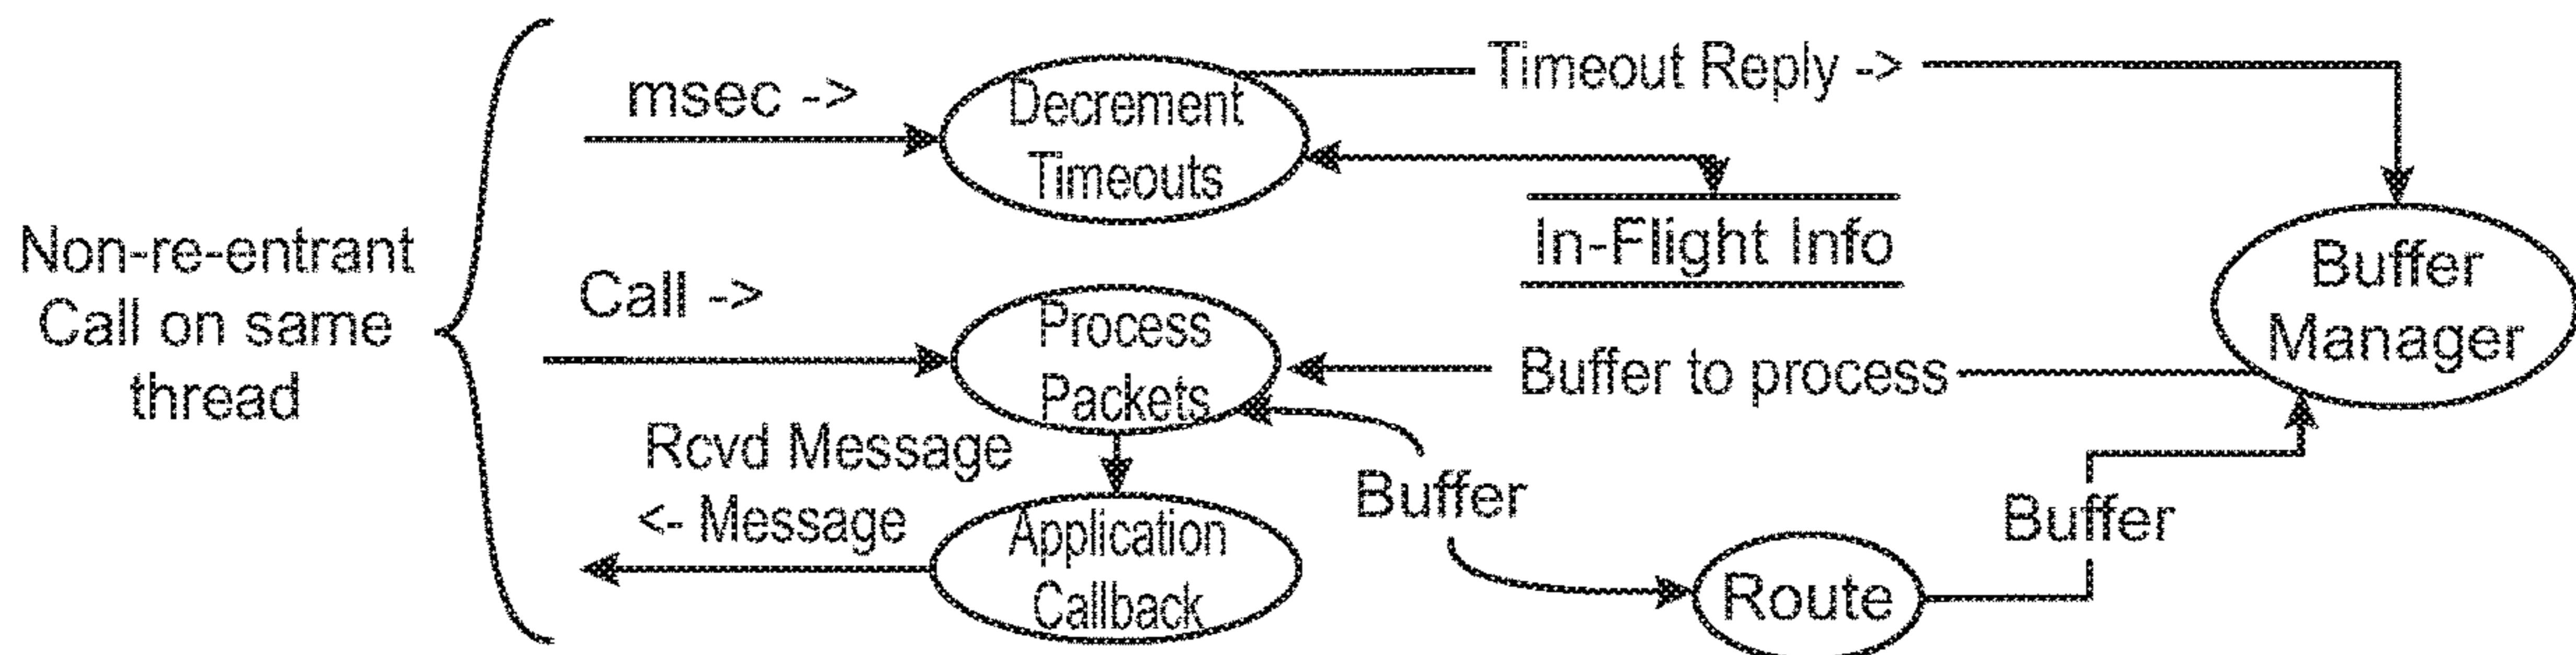 Non-re-entrant
Call on same
thread
msec ->
Decrement
Timeouts
Timeout Reply ->
In-Flight Info
Call ->
Process
Packets
Buffer to process
Buffer
Manager
Rcvd Message
<- Message
Application
Callback
Buffer
Route
Buffer